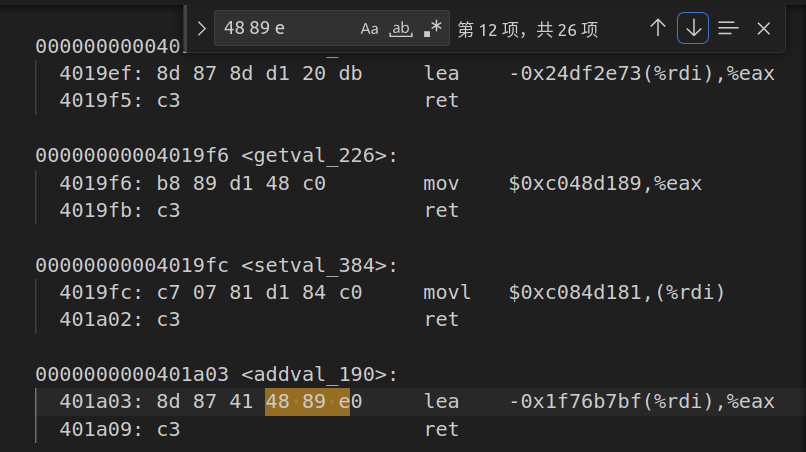 48 89 e Aa ab .* 第 12 项，共 26 项
000000000040
4019ef: 8d 87 8d d1 20 db lea -0x24df2e73(%rdi),%eax
4019f5: c3 ret
00000000004019f6 <getval_226>:
4019f6: b8 89 d1 48 c0 mov $0xc048d189,%eax
4019fb: c3 ret
00000000004019fc <setval_384>:
4019fc: c7 07 81 d1 84 c0 movl $0xc084d181,(%rdi)
401a02: c3 ret
0000000000401a03 <addval_190>:
401a03: 8d 87 41 48 89 e0 lea -0x1f76b7bf(%rdi),%eax
401a09: c3 ret